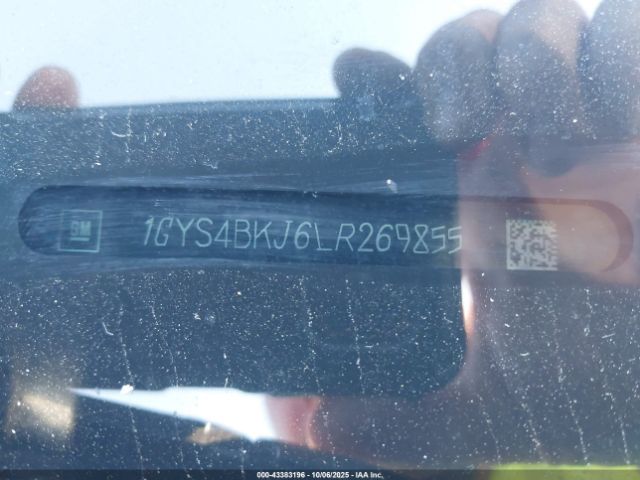 GM 1GYS4BKJ6LR269855
000-43383196 - 10/06/2025 - IAA Inc.